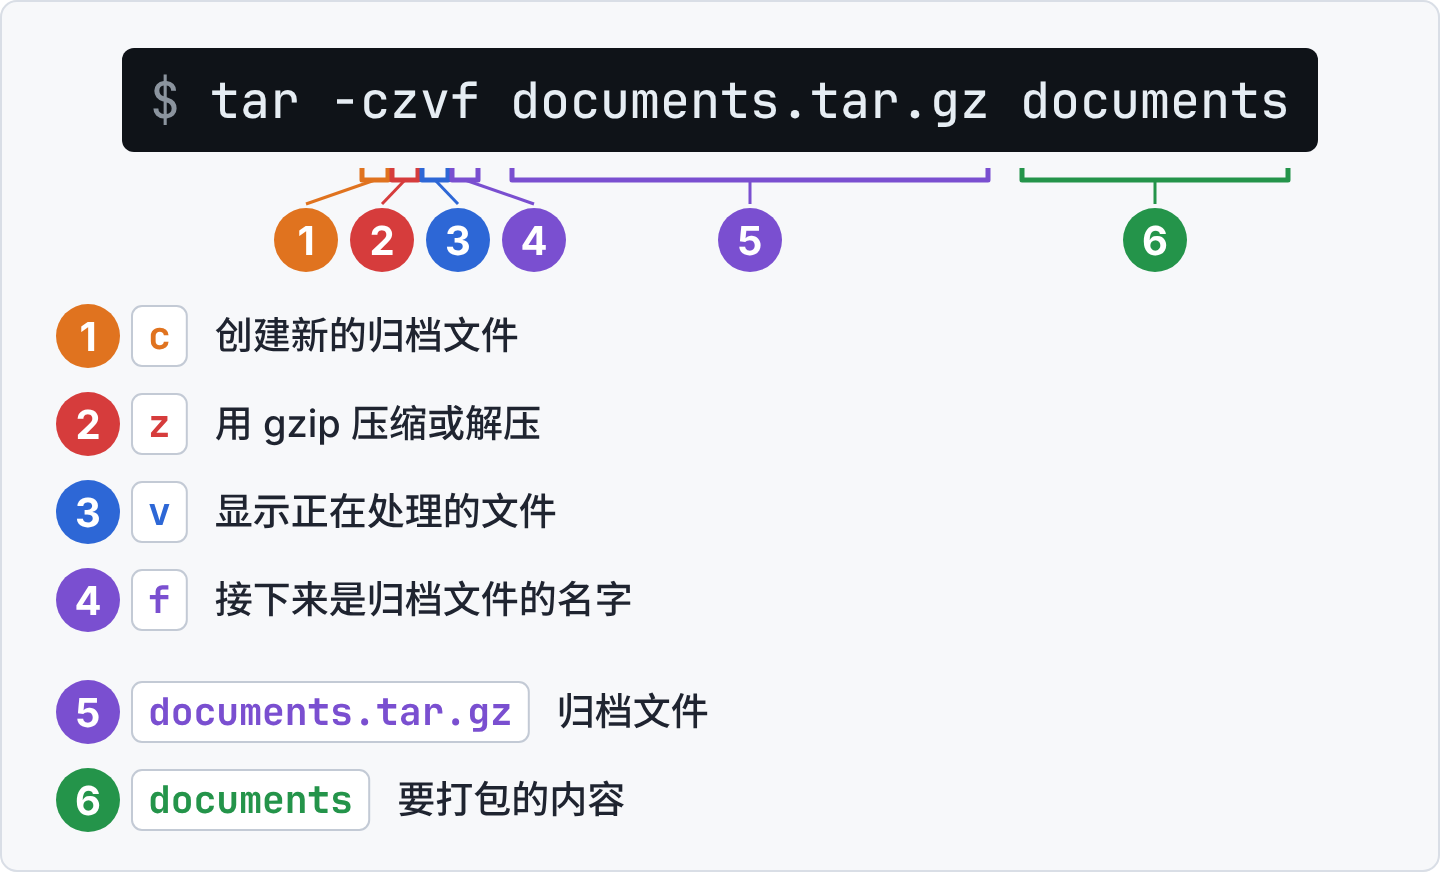 $ tar -czvf documents.tar.gz documents
1 2 3 4 5 6
1 c 创建新的归档文件
2 z 用 gzip 压缩或解压
3 v 显示正在处理的文件
4 f 接下来是归档文件的名字
5 documents.tar.gz 归档文件
6 documents 要打包的内容